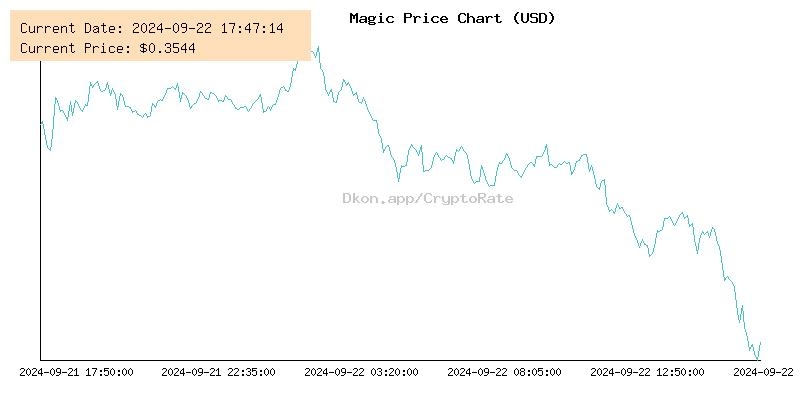 Magic Price Chart (USD)
Current Date: 2024-09-22 17:47:14
Current Price: $0.3544
Dkon.app/CryptoRate
2024-09-21 17:50:00
2024-09-21 22:35:00
2024-09-22 03:20:00
2024-09-22 08:05:00
2024-09-22 12:50:00
2024-09-22